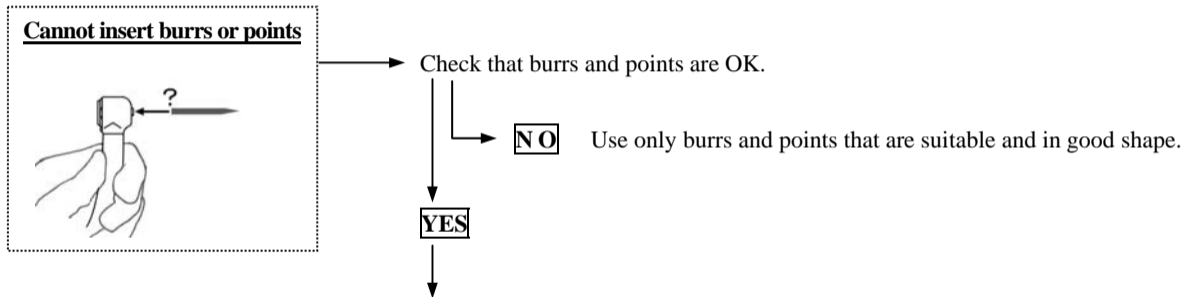 Cannot insert burrs or points
Check that burrs and points are OK.
?
NO Use only burrs and points that are suitable and in good shape.
YES